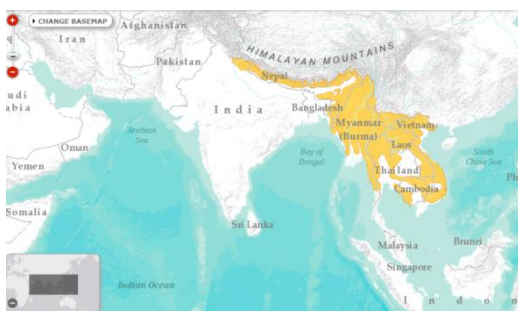 CHANGE BASEMAP
Iran
Afghanistan
HIMALAYAN MOUNTAINS
Pakistan
Nepal
India
Bangladesh
Myanmar
(Burma)
Vietnam
Laos
Oman
Arabian
Sea
Bay of
Bengal
Thailand
South
China Sea
Yemen
Cambodia
Somalia
Sri Lanka
Malaysia
Brunei
Singapore
Indian Ocean